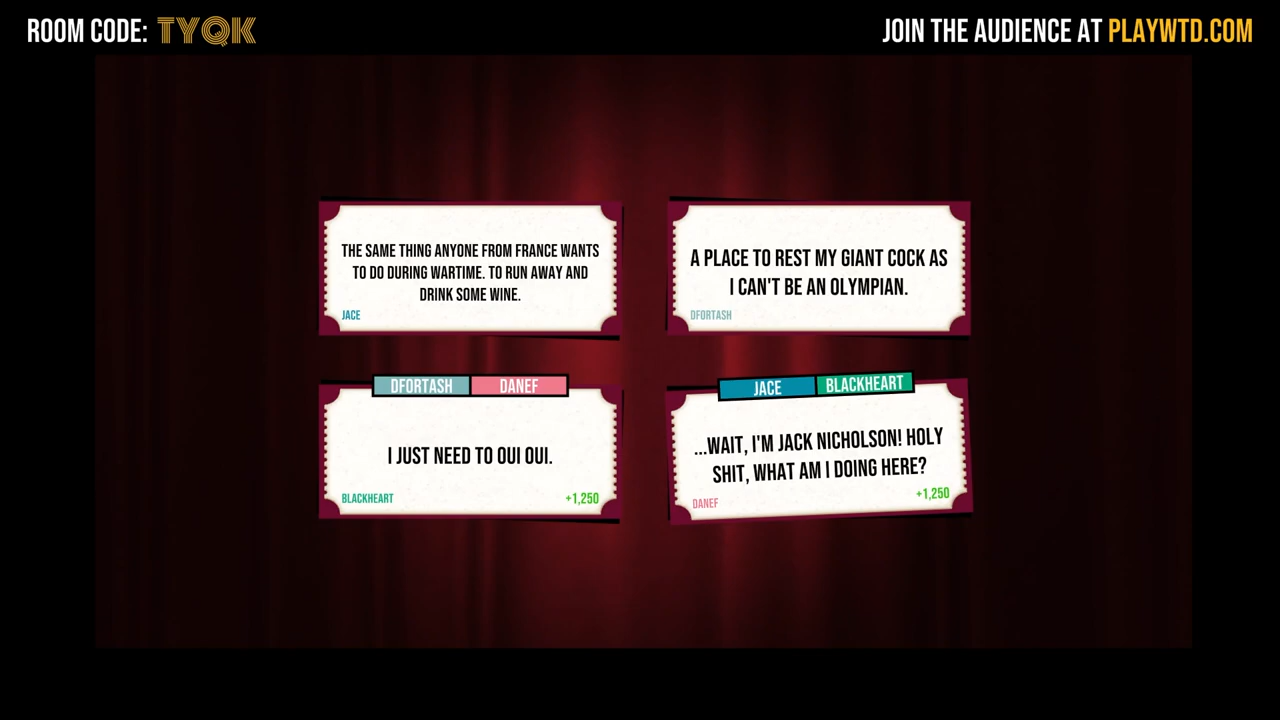 ROOM CODE: TYQK
JOIN THE AUDIENCE AT PLAYWTD.COM
THE SAME THING ANYONE FROM FRANCE WANTS
TO DO DURING WARTIME. TO RUN AWAY AND
DRINK SOME WINE.
JACE
A PLACE TO REST MY GIANT COCK AS
I CAN'T BE AN OLYMPIAN.
DFORTASH
DFORTASH DANEF
I JUST NEED TO OUI OUI.
BLACKHEART +1,250
JACE BLACKHEART
...WAIT, I'M JACK NICHOLSON! HOLY
SHIT, WHAT AM I DOING HERE?
DANEF +1,250